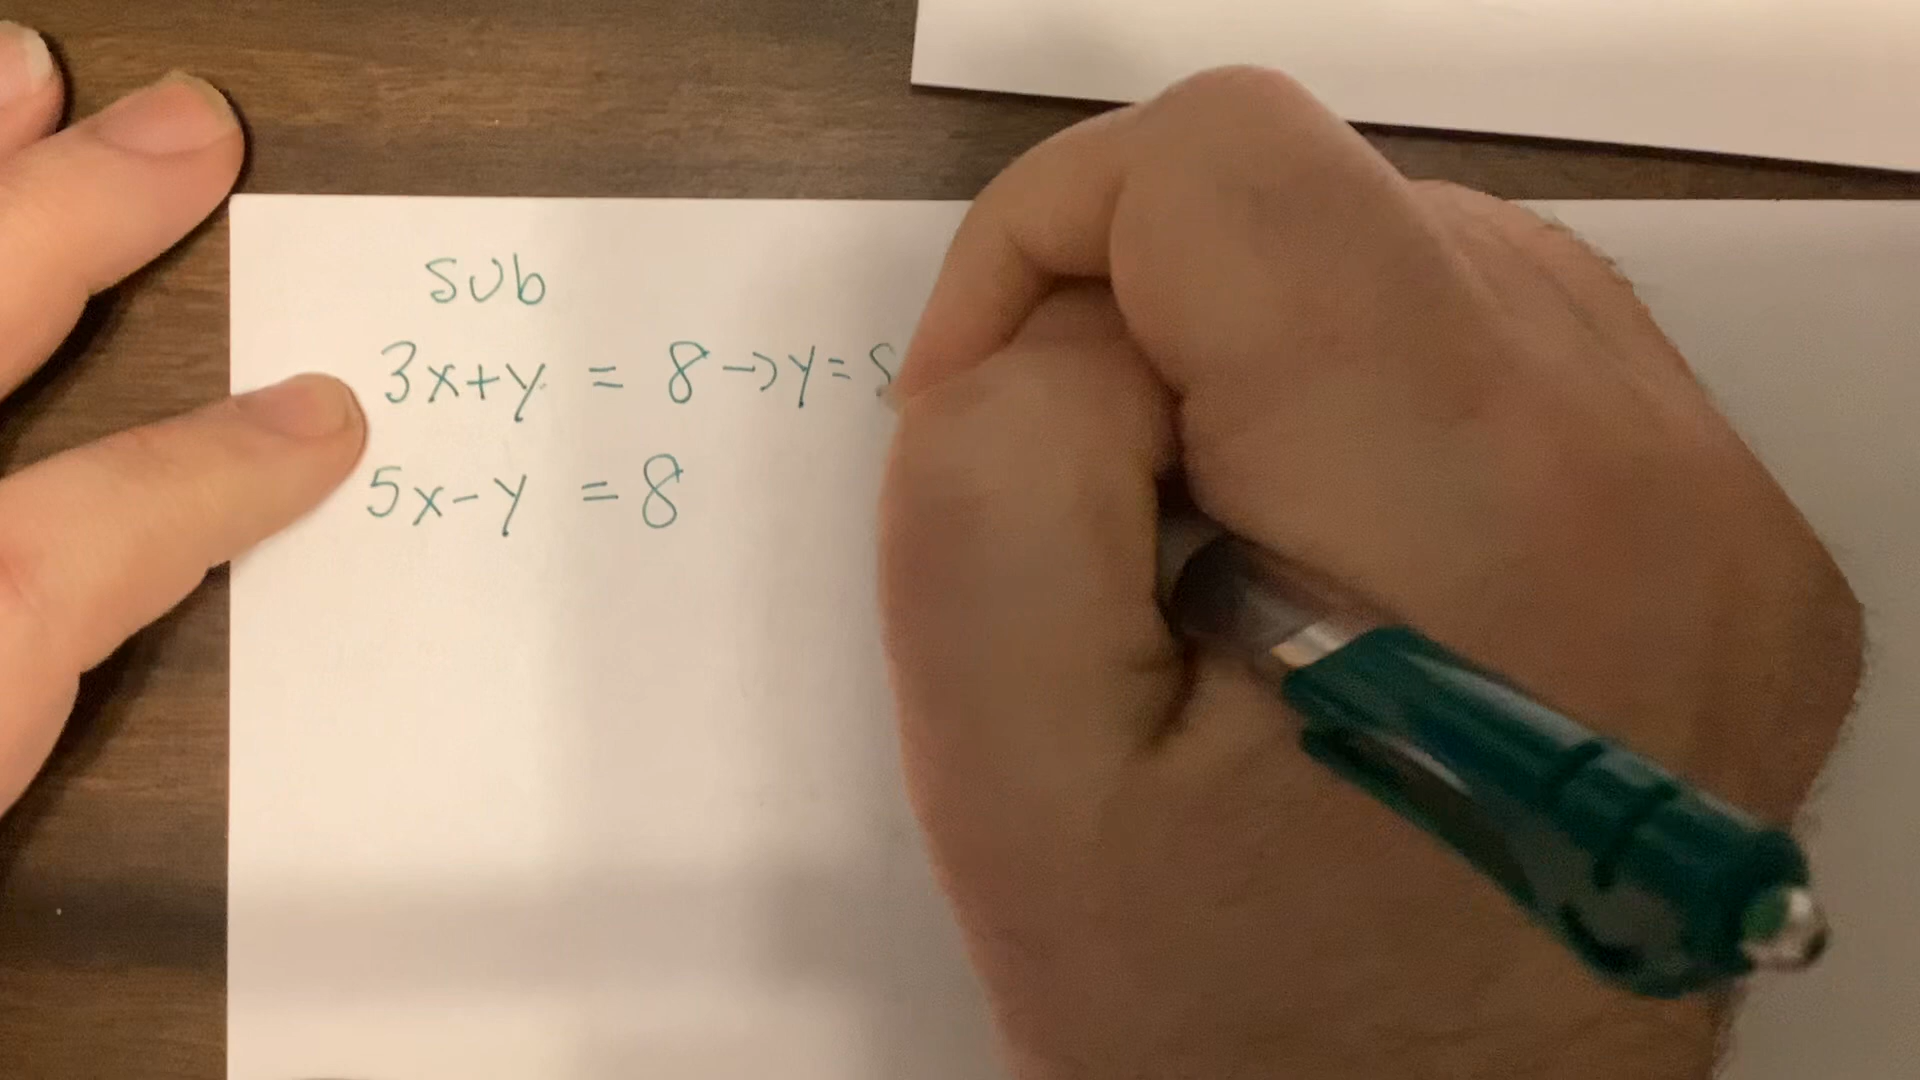 sub
3x+y = 8→y=
5x-y = 8